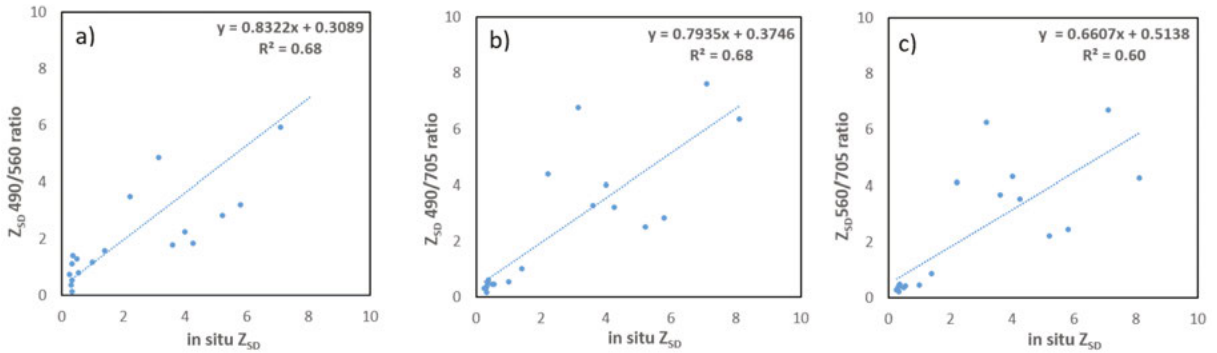 a)
y = 0.8322x + 0.3089
R² = 0.68
10
8
6
4
2
0
Z_SD 490/560 ratio
0 2 4 6 8 10
in situ Z_SD
b)
y = 0.7935x + 0.3746
R² = 0.68
10
8
6
4
2
0
Z_SD 490/705 ratio
0 2 4 6 8 10
in situ Z_SD
c)
y = 0.6607x + 0.5138
R² = 0.60
10
8
6
4
2
0
Z_SD560/705 ratio
0 2 4 6 8 10
in situ Z_SD